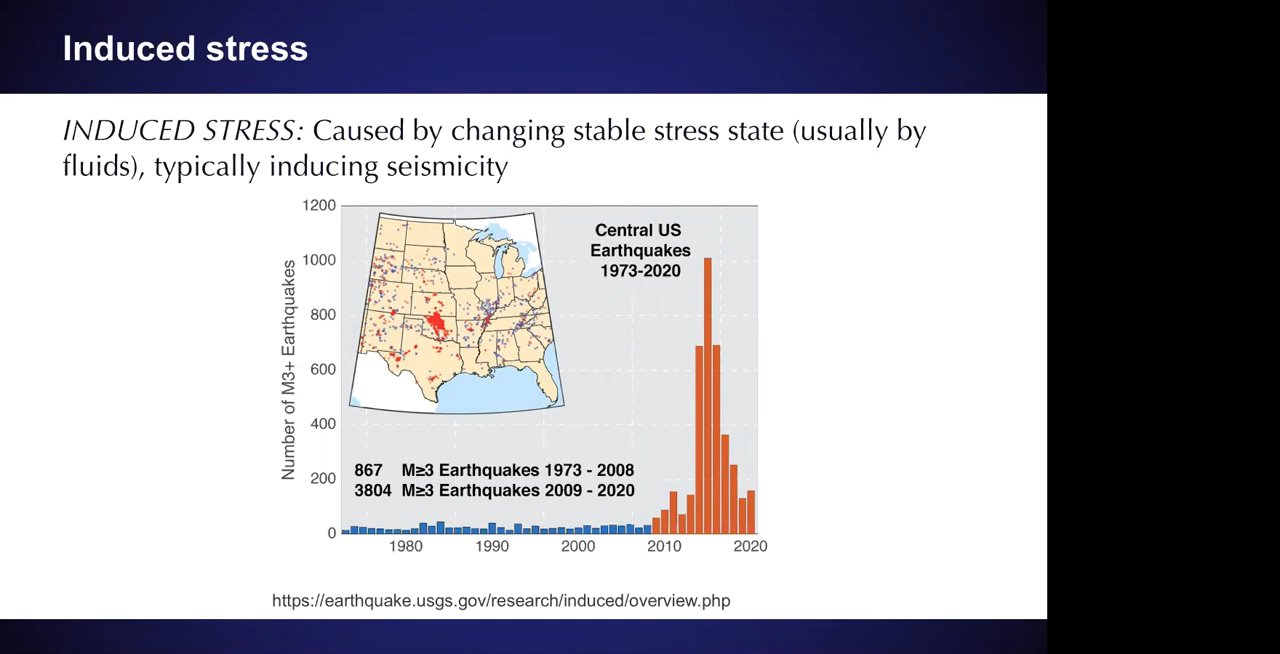 Induced stress
INDUCED STRESS: Caused by changing stable stress state (usually by
fluids), typically inducing seismicity
1200
1000
800
600
400
200
0
Number of M3+ Earthquakes
Central US
Earthquakes
1973-2020
867 M≥3 Earthquakes 1973 - 2008
3804 M≥3 Earthquakes 2009 - 2020
1980 1990 2000 2010 2020
https://earthquake.usgs.gov/research/induced/overview.php